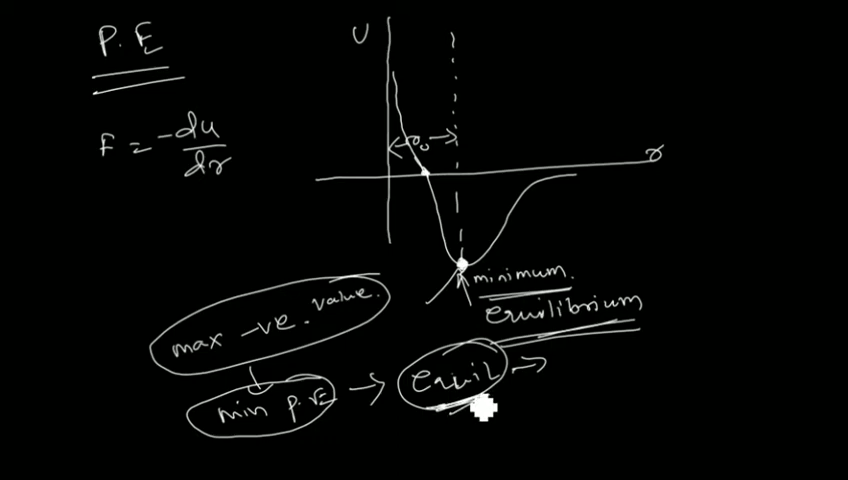 P.E
U
F = -du
dr
r₀
r
minimum.
equilibrium
max -ve. value.
min P.E → equil →